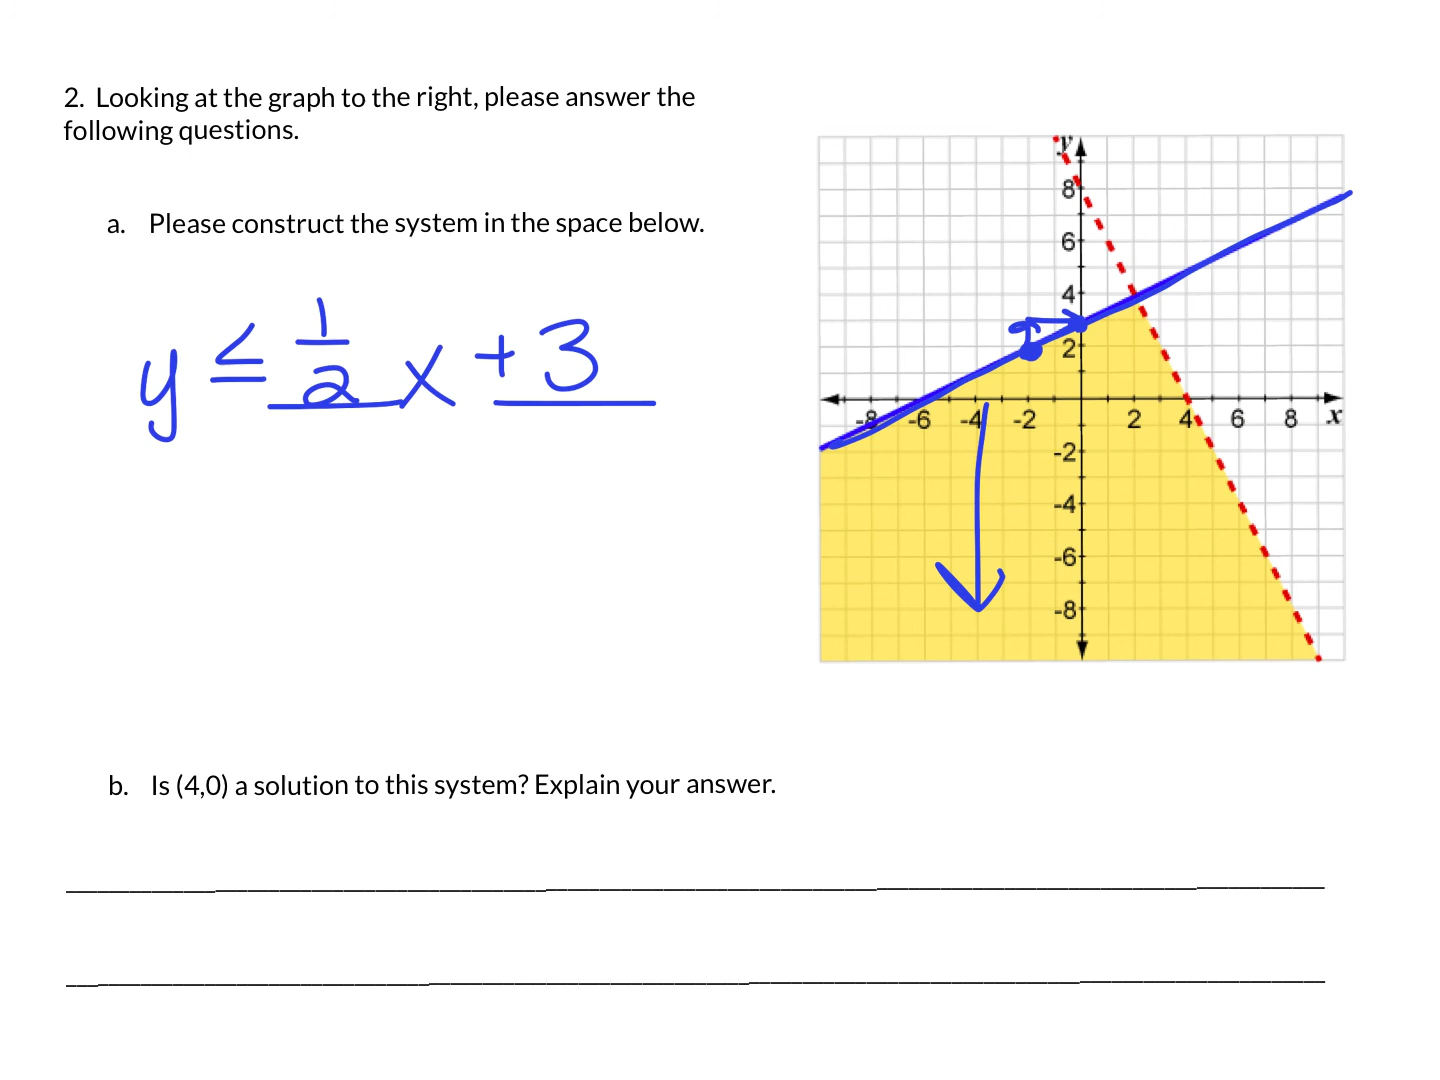 2. Looking at the graph to the right, please answer the
following questions.
a. Please construct the system in the space below.
y ≤ 1/2 x + 3
y
8
6
4
2
-8 -6 -4 -2 2 4 6 8 x
-2
-4
-6
-8
b. Is (4,0) a solution to this system? Explain your answer.